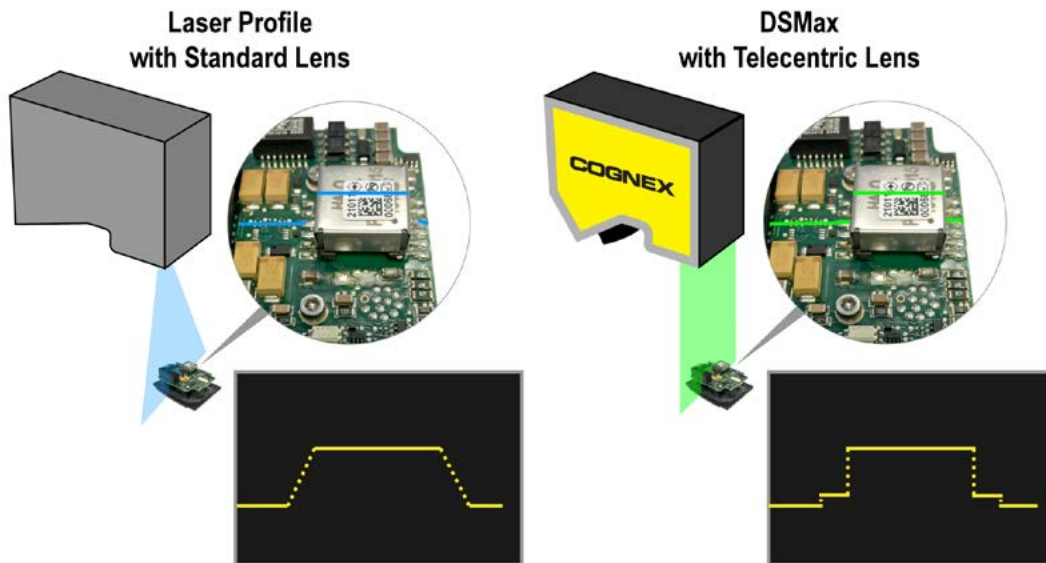 Laser Profile
with Standard Lens
DSMax
with Telecentric Lens
COGNEX